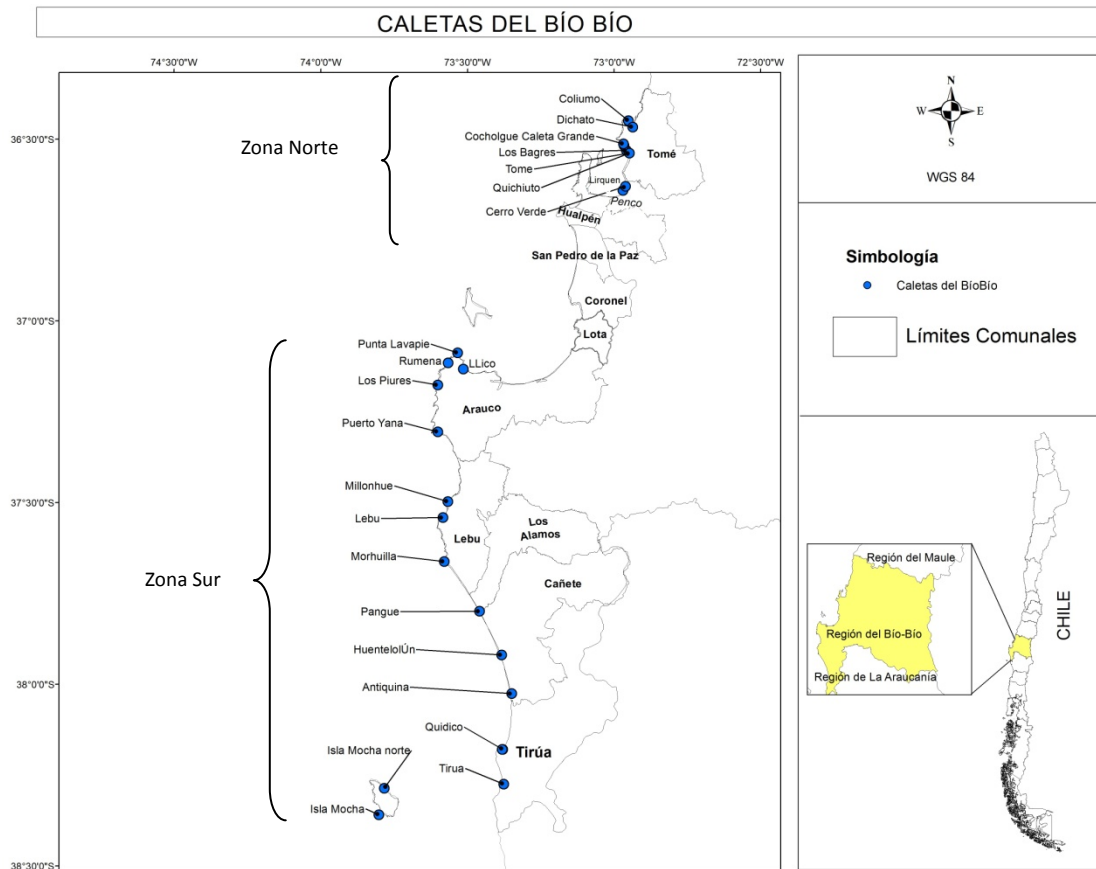 CALETAS DEL BÍO BÍO
74°30'0"W
74°0'0"W
73°30'0"W
73°0'0"W
72°30'0"W
36°30'0"S
37°0'0"S
37°30'0"S
38°0'0"S
38°30'0"S
Zona Norte
Coliumo
Dichato
Cocholgue Caleta Grande
Los Bagres
Tome
Quichiuto
Cerro Verde
Tomé
Lirquen
Penco
Hualpén
San Pedro de la Paz
Coronel
Lota
Zona Sur
Punta Lavapie
Rumena
LLico
Los Piures
Arauco
Puerto Yana
Millonhue
Lebu
Morhuilla
Lebu
Los
Alamos
Cañete
Pangue
HuentelolÚn
Antiquina
Quidico
Tirúa
Isla Mocha norte
Tirua
Isla Mocha
N
W
E
S
WGS 84
Simbología
Caletas del BíoBío
Límites Comunales
Región del Maule
Región del Bío-Bío
Región de La Araucanía
CHILE